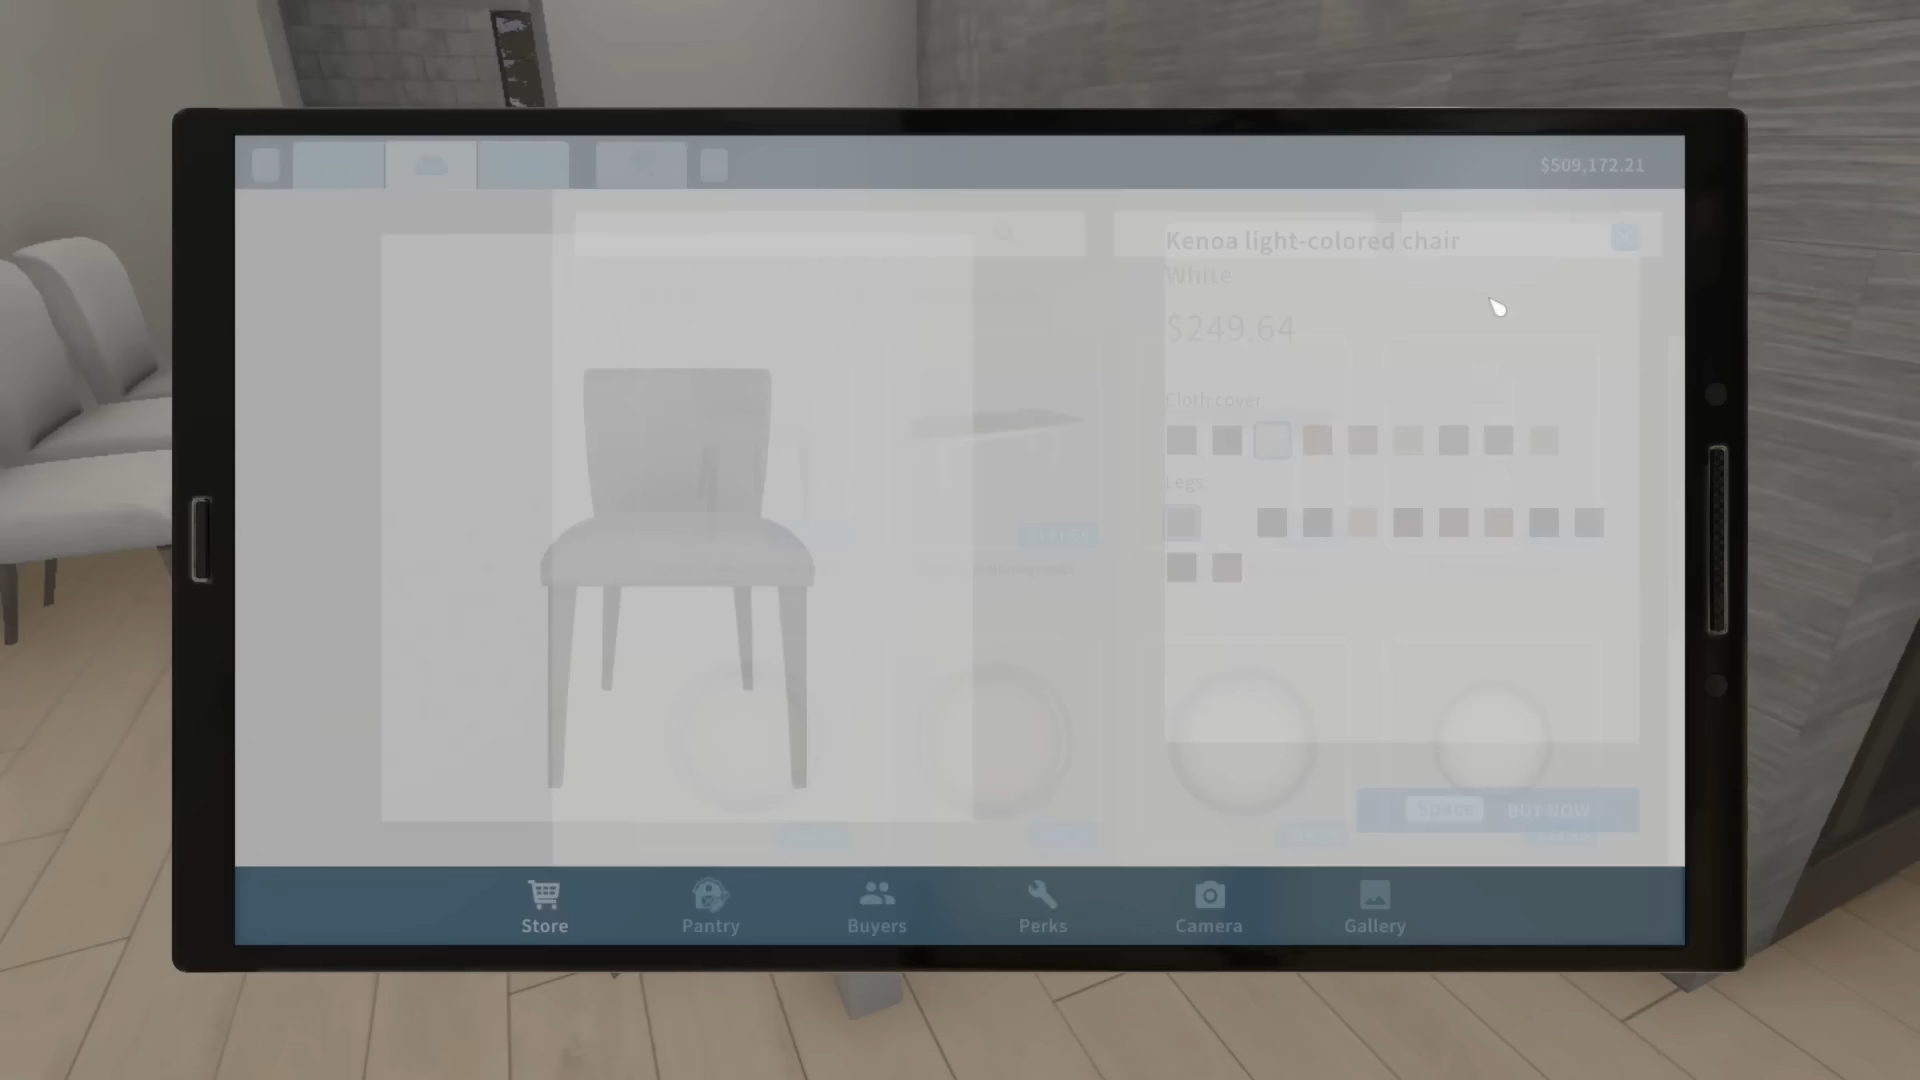 $509,172.21
Kenoa light-colored chair
White
$249.64
Cloth cover
Legs
Space BUY NOW
Store Pantry Buyers Perks Camera Gallery